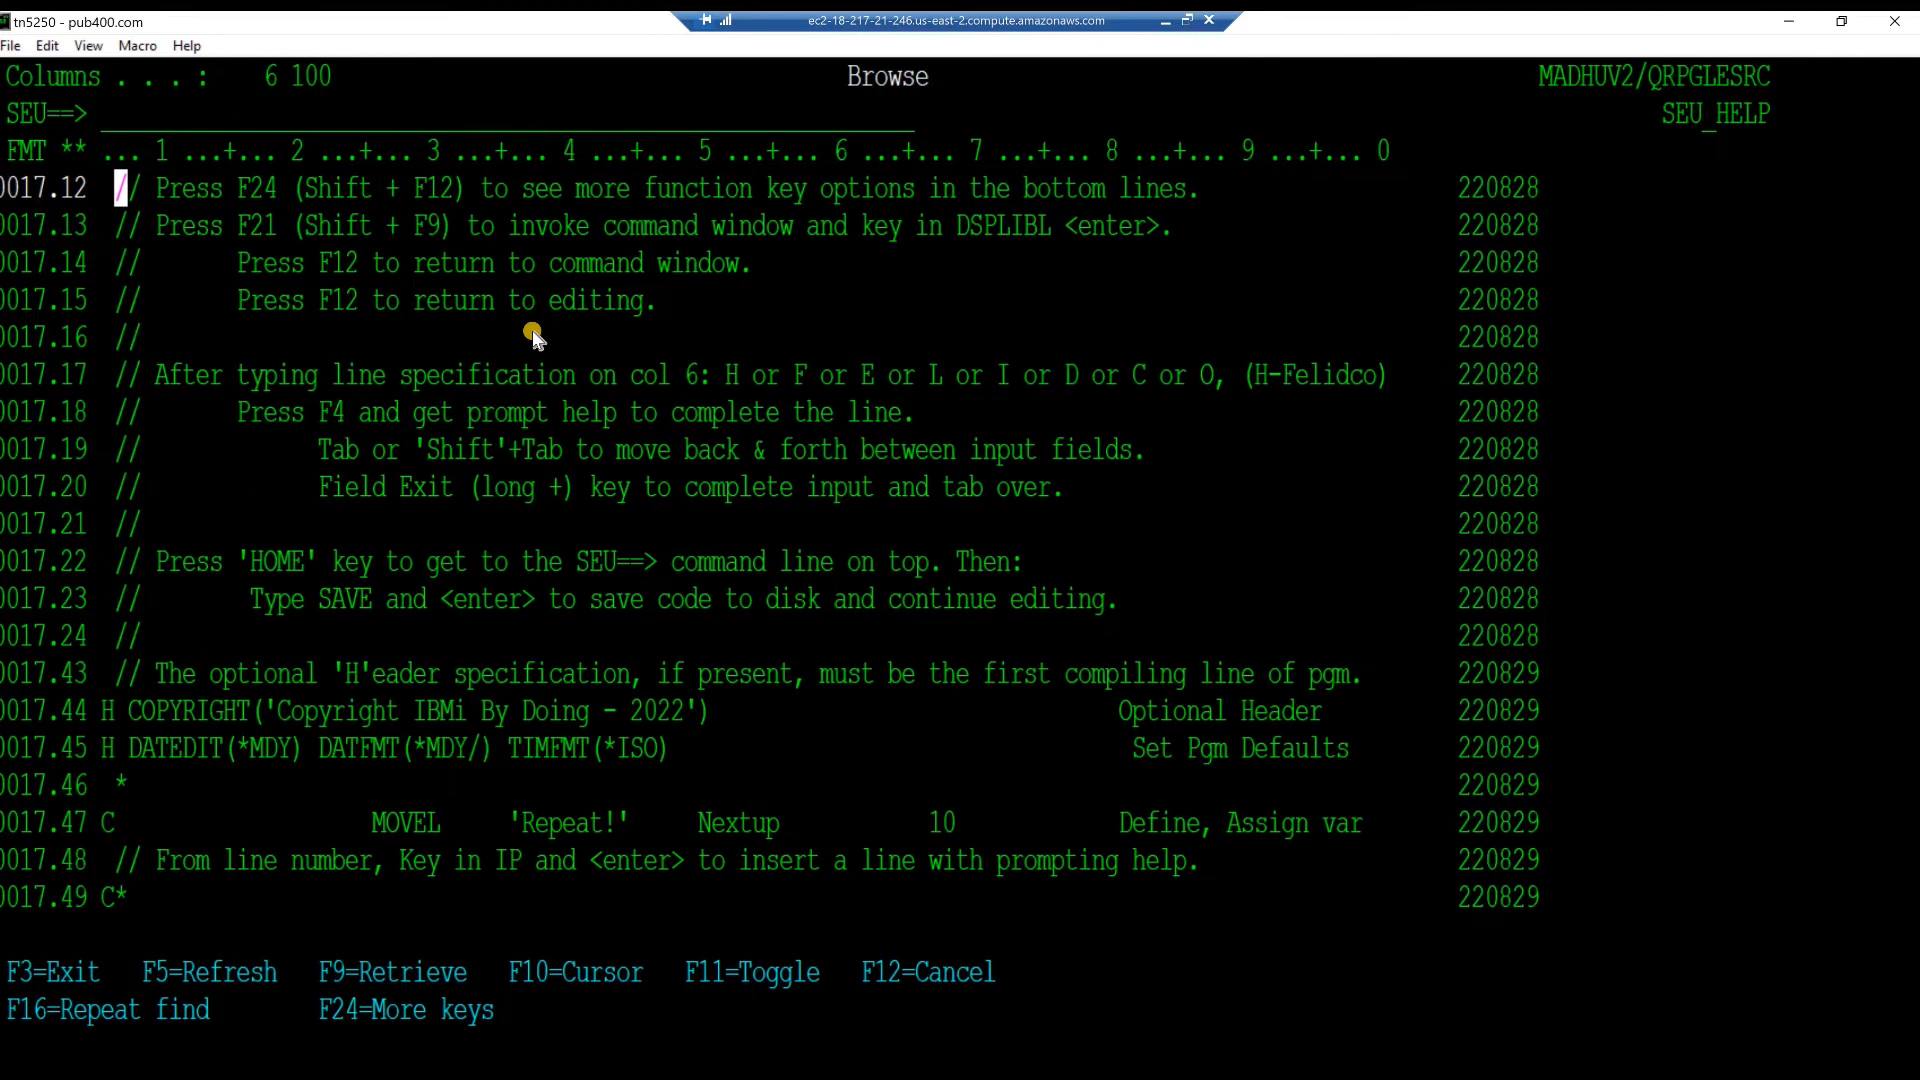 tn5250 - pub400.com
ec2-18-217-21-246.us-east-2.compute.amazonaws.com
File Edit View Macro Help
Columns . . . : 6 100 Browse MADHUV2/QRPGLESRC
SEU==> SEU_HELP
FMT ** ... 1 ...+... 2 ...+... 3 ...+... 4 ...+... 5 ...+... 6 ...+... 7 ...+... 8 ...+... 9 ...+... 0
0017.12 // Press F24 (Shift + F12) to see more function key options in the bottom lines. 220828
0017.13 // Press F21 (Shift + F9) to invoke command window and key in DSPLIBL <enter>. 220828
0017.14 // Press F12 to return to command window. 220828
0017.15 // Press F12 to return to editing. 220828
0017.16 // 220828
0017.17 // After typing line specification on col 6: H or F or E or L or I or D or C or O, (H-Felidco) 220828
0017.18 // Press F4 and get prompt help to complete the line. 220828
0017.19 // Tab or 'Shift'+Tab to move back & forth between input fields. 220828
0017.20 // Field Exit (long +) key to complete input and tab over. 220828
0017.21 // 220828
0017.22 // Press 'HOME' key to get to the SEU==> command line on top. Then: 220828
0017.23 // Type SAVE and <enter> to save code to disk and continue editing. 220828
0017.24 // 220828
0017.43 // The optional 'H'eader specification, if present, must be the first compiling line of pgm. 220829
0017.44 H COPYRIGHT('Copyright IBMi By Doing - 2022') Optional Header 220829
0017.45 H DATEDIT(*MDY) DATFMT(*MDY/) TIMFMT(*ISO) Set Pgm Defaults 220829
0017.46 * 220829
0017.47 C MOVEL 'Repeat!' Nextup 10 Define, Assign var 220829
0017.48 // From line number, Key in IP and <enter> to insert a line with prompting help. 220829
0017.49 C* 220829
F3=Exit F5=Refresh F9=Retrieve F10=Cursor F11=Toggle F12=Cancel
F16=Repeat find F24=More keys